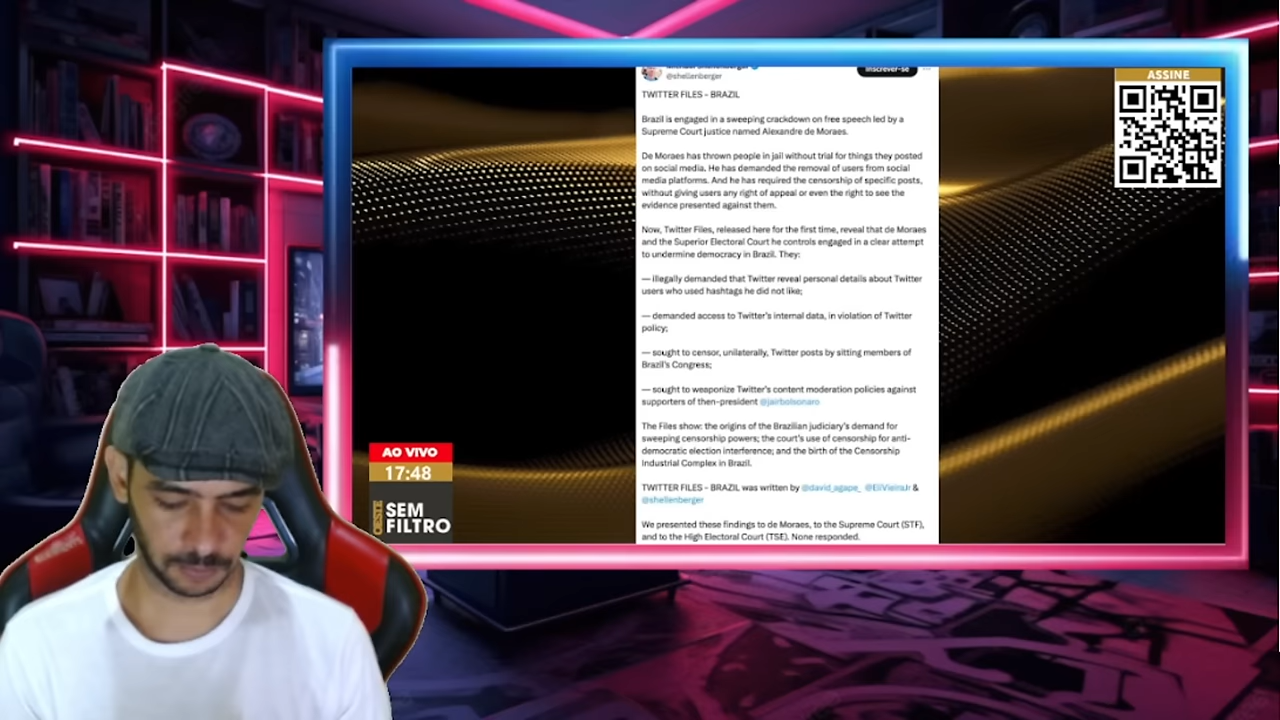 @shellenberger
Inscrever-se
TWITTER FILES - BRAZIL
Brazil is engaged in a sweeping crackdown on free speech led by a
Supreme Court justice named Alexandre de Moraes.
De Moraes has thrown people in jail without trial for things they posted
on social media. He has demanded the removal of users from social
media platforms. And he has required the censorship of specific posts,
without giving users any right of appeal or even the right to see the
evidence presented against them.
Now, Twitter Files, released here for the first time, reveal that de Moraes
and the Superior Electoral Court he controls engaged in a clear attempt
to undermine democracy in Brazil. They:
— illegally demanded that Twitter reveal personal details about Twitter
users who used hashtags he did not like;
— demanded access to Twitter's internal data, in violation of Twitter
policy;
— sought to censor, unilaterally, Twitter posts by sitting members of
Brazil's Congress;
— sought to weaponize Twitter's content moderation policies against
supporters of then-president @jairbolsonaro
The Files show: the origins of the Brazilian judiciary's demand for
sweeping censorship powers; the court's use of censorship for anti-
democratic election interference; and the birth of the Censorship
Industrial Complex in Brazil.
TWITTER FILES - BRAZIL was written by @david_agape_ @EliVieiraJr &
@shellenberger
We presented these findings to de Moraes, to the Supreme Court (STF),
and to the High Electoral Court (TSE). None responded.
ASSINE
AO VIVO
17:48
OESTE
SEM
FILTRO